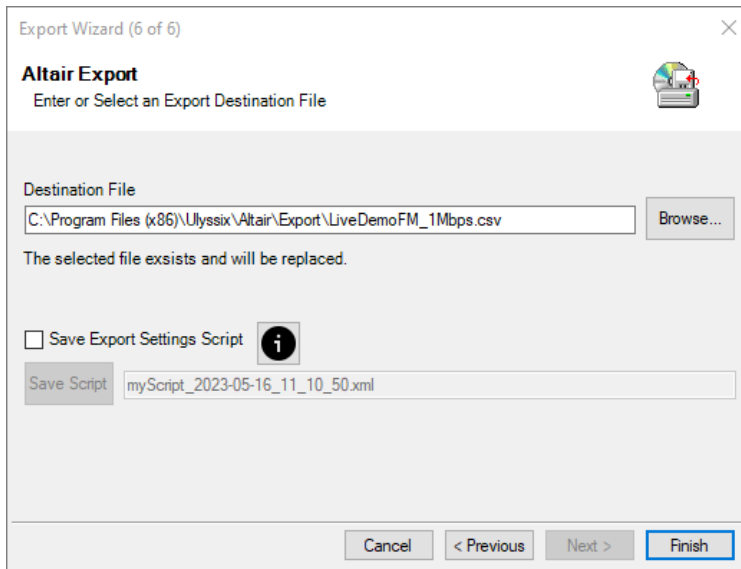 Export Wizard (6 of 6)
Altair Export
Enter or Select an Export Destination File
Destination File
C:\Program Files (x86)\Ulyssix\Altair\Export\LiveDemoFM_1Mbps.csv
Browse...
The selected file exsists and will be replaced.
Save Export Settings Script
i
Save Script
myScript_2023-05-16_11_10_50.xml
Cancel
< Previous
Next >
Finish